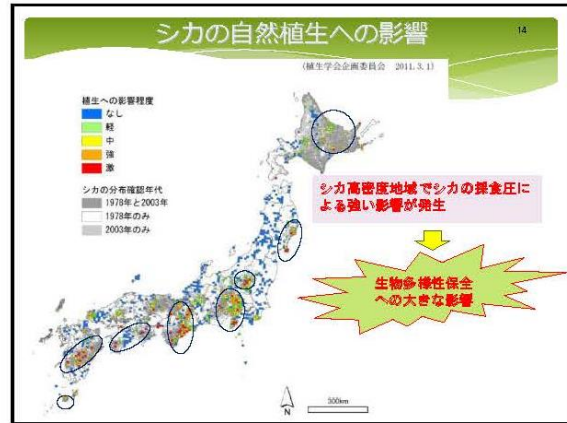 シカの自然植生への影響
14
(植生学会企画委員会 2011.3.1)
植生への影響程度
なし
軽
中
強
激
シカの分布確認年代
1978年と2003年
1978年のみ
2003年のみ
シカ高密度地域でシカの採食圧に
よる強い影響が発生
生物多様性保全
への大きな影響
N
300km